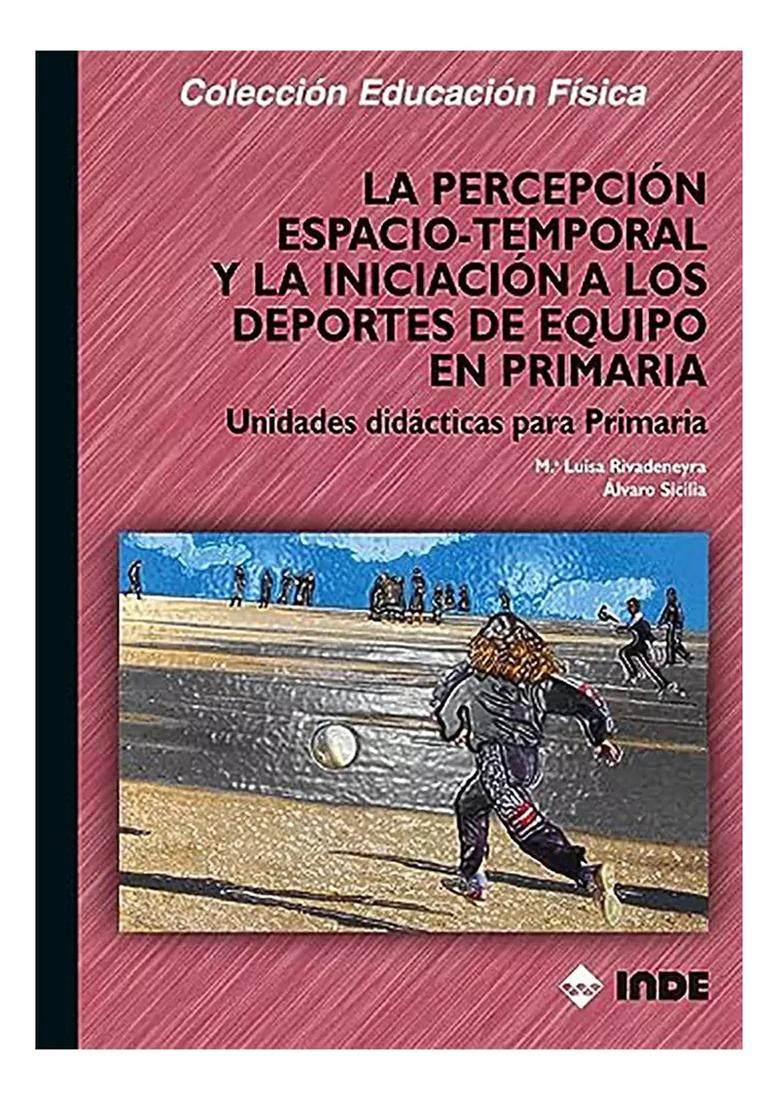 Colección Educación Física
LA PERCEPCIÓN
ESPACIO-TEMPORAL
Y LA INICIACIÓN A LOS
DEPORTES DE EQUIPO
EN PRIMARIA
Unidades didácticas para Primaria
M.ª Luisa Rivadeneyra
Álvaro Sicilia
INDE